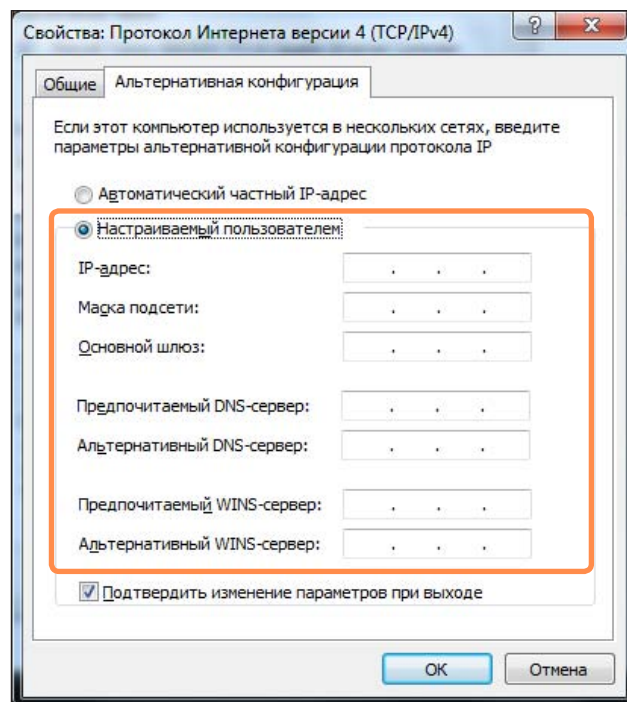 Свойства: Протокол Интернета версии 4 (TCP/IPv4)
?
Общие
Альтернативная конфигурация
Если этот компьютер используется в нескольких сетях, введите
параметры альтернативной конфигурации протокола IP
Автоматический частный IP-адрес
Настраиваемый пользователем
IP-адрес: . . .
Маска подсети: . . .
Основной шлюз: . . .
Предпочитаемый DNS-сервер: . . .
Альтернативный DNS-сервер: . . .
Предпочитаемый WINS-сервер: . . .
Альтернативный WINS-сервер: . . .
Подтвердить изменение параметров при выходе
ОК
Отмена